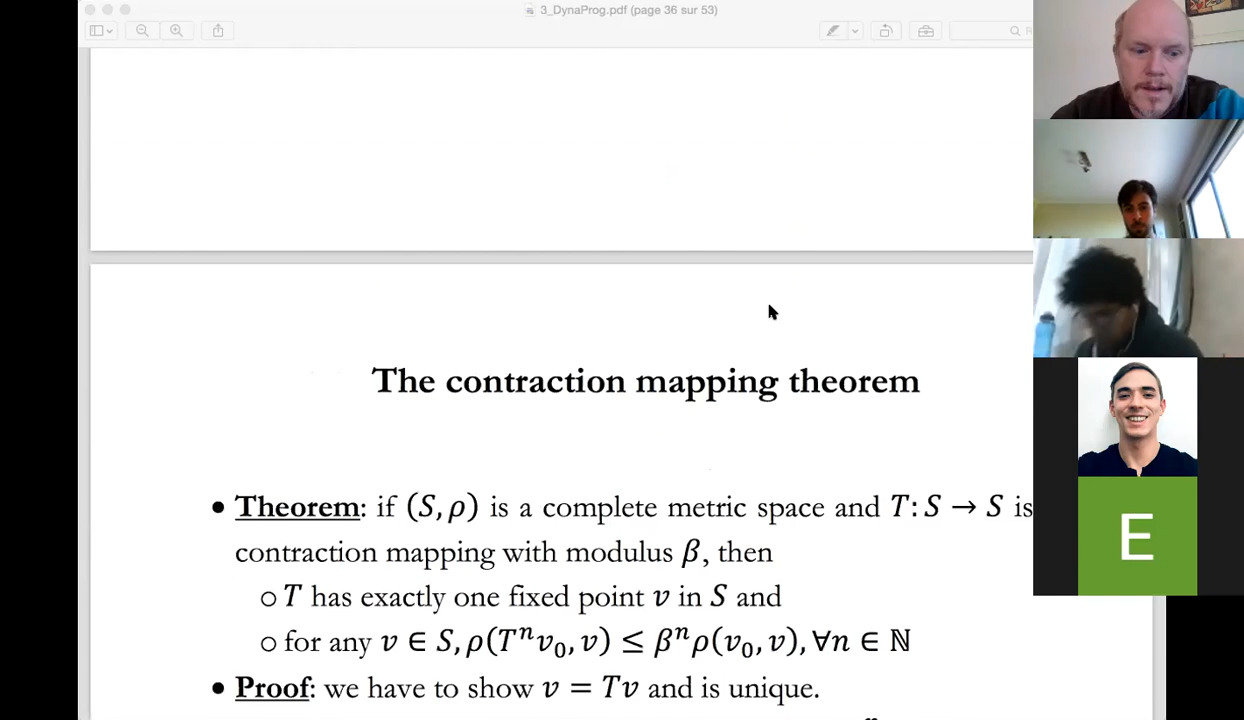 3_DynaProg.pdf (page 36 sur 53)
The contraction mapping theorem
• Theorem: if (S, ρ) is a complete metric space and T: S → S is
contraction mapping with modulus β, then
○ T has exactly one fixed point v in S and
○ for any v ∈ S, ρ(Tⁿv₀, v) ≤ βⁿρ(v₀, v), ∀n ∈ ℕ
• Proof: we have to show v = Tv and is unique.
E